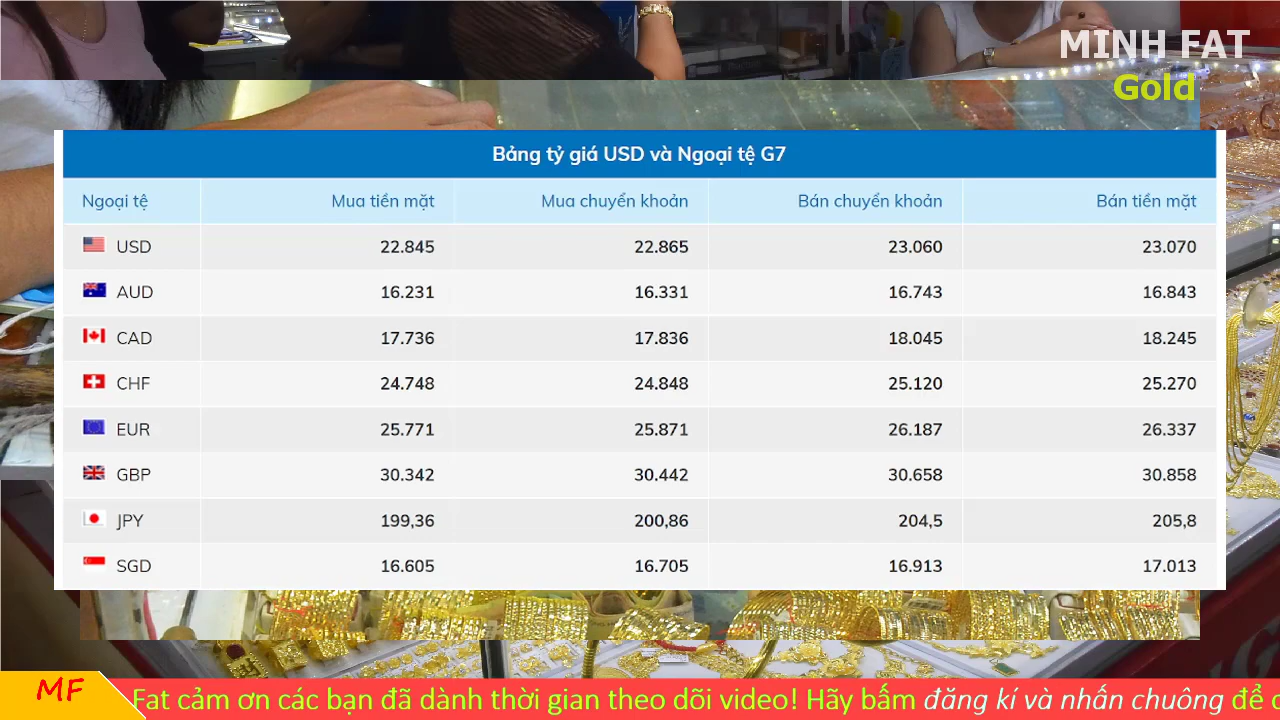 MINH FAT
Gold
Bảng tỷ giá USD và Ngoại tệ G7
Ngoại tệ Mua tiền mặt Mua chuyển khoản Bán chuyển khoản Bán tiền mặt
USD 22.845 22.865 23.060 23.070
AUD 16.231 16.331 16.743 16.843
CAD 17.736 17.836 18.045 18.245
CHF 24.748 24.848 25.120 25.270
EUR 25.771 25.871 26.187 26.337
GBP 30.342 30.442 30.658 30.858
JPY 199,36 200,86 204,5 205,8
SGD 16.605 16.705 16.913 17.013
MF Fat cảm ơn các bạn đã dành thời gian theo dõi video! Hãy bấm đăng kí và nhấn chuông để